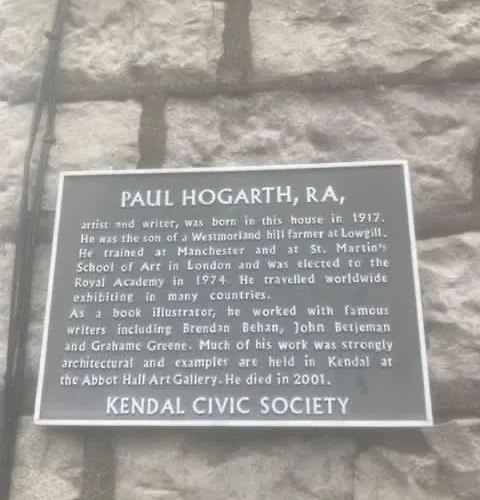 PAUL HOGARTH, RA,
artist and writer, was born in this house in 1917.
He was the son of a Westmorland hill farmer at Lowgill.
He trained at Manchester and at St. Martin's
School of Art in London and was elected to the
Royal Academy in 1974. He travelled worldwide
exhibiting in many countries.
As a book illustrator, he worked with famous
writers including Brendan Behan, John Betjeman
and Grahame Greene. Much of his work was strongly
architectural and examples are held in Kendal at
the Abbot Hall Art Gallery. He died in 2001.
KENDAL CIVIC SOCIETY